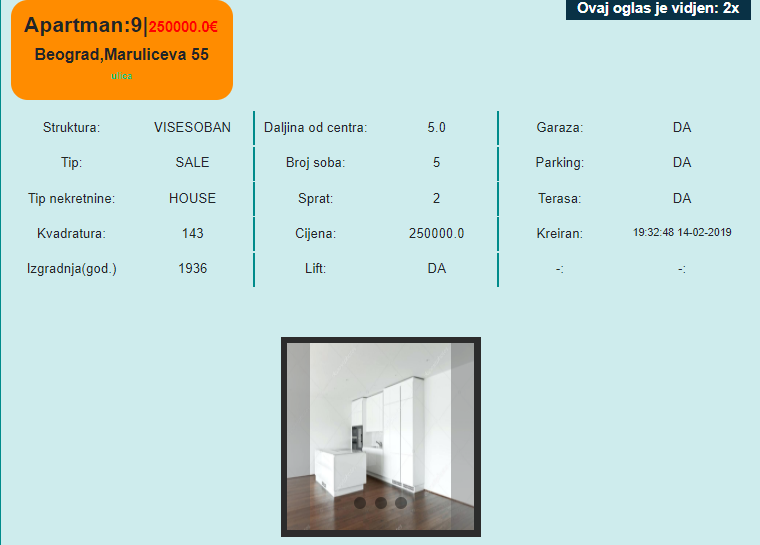 Ovaj oglas je vidjen: 2x
Apartman:9|250000.0€
Beograd,Maruliceva 55
ulica
Struktura: VISESOBAN Daljina od centra: 5.0 Garaza: DA
Tip: SALE Broj soba: 5 Parking: DA
Tip nekretnine: HOUSE Sprat: 2 Terasa: DA
Kvadratura: 143 Cijena: 250000.0 Kreiran: 19:32:48 14-02-2019
Izgradnja(god.) 1936 Lift: DA -: -: